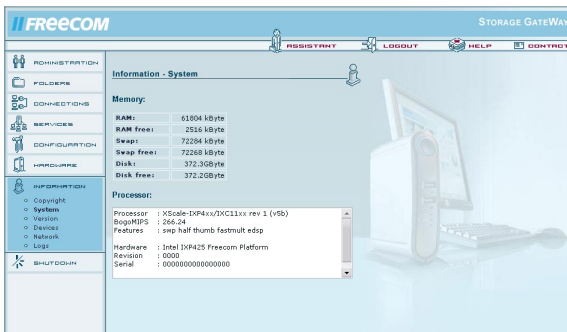 FREECOM
STORAGE GATEWAY
ASSISTANT LOGOUT HELP CONTACT
ADMINISTRATION
FOLDERS
CONNECTIONS
SERVICES
CONFIGURATION
HARDWARE
INFORMATION
Copyright
System
Version
Devices
Network
Logs
SHUTDOWN
Information - System
Memory:
RAM: 61804 kByte
RAM free: 2516 kByte
Swap: 72284 kByte
Swap free: 72268 kByte
Disk: 372.3GByte
Disk free: 372.2GByte
Processor:
Processor : XScale-IXP4xx/IXC11xx rev 1 (v5b)
BogoMIPS : 266.24
Features : swp half thumb fastmult edsp
Hardware : Intel IXP425 Freecom Platform
Revision : 0000
Serial : 0000000000000000